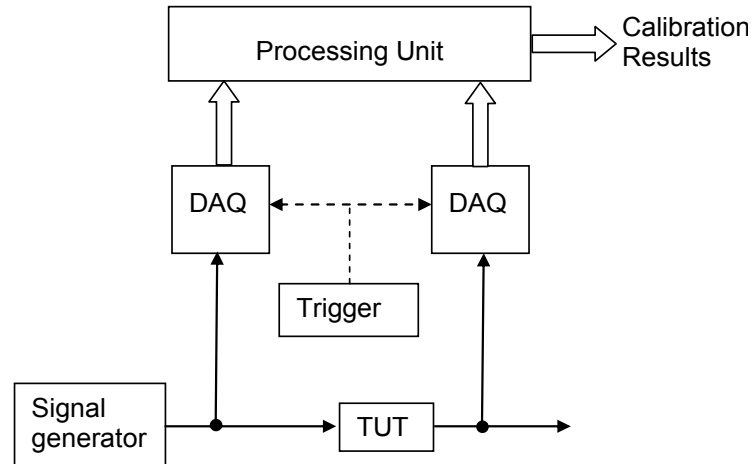 Processing Unit
Calibration
Results
DAQ
DAQ
Trigger
Signal
generator
TUT